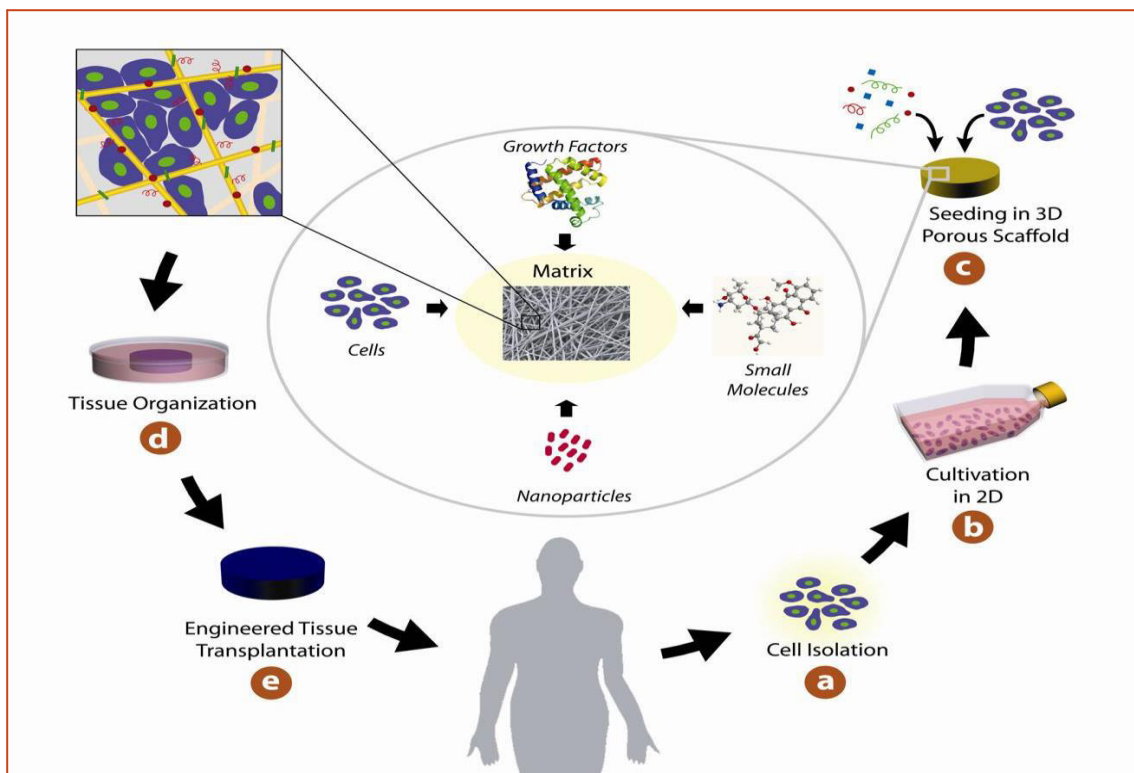 Growth Factors
Matrix
Cells
Small
Molecules
Nanoparticles
Seeding in 3D
Porous Scaffold
c
Cultivation
in 2D
b
Cell Isolation
a
Tissue Organization
d
Engineered Tissue
Transplantation
e